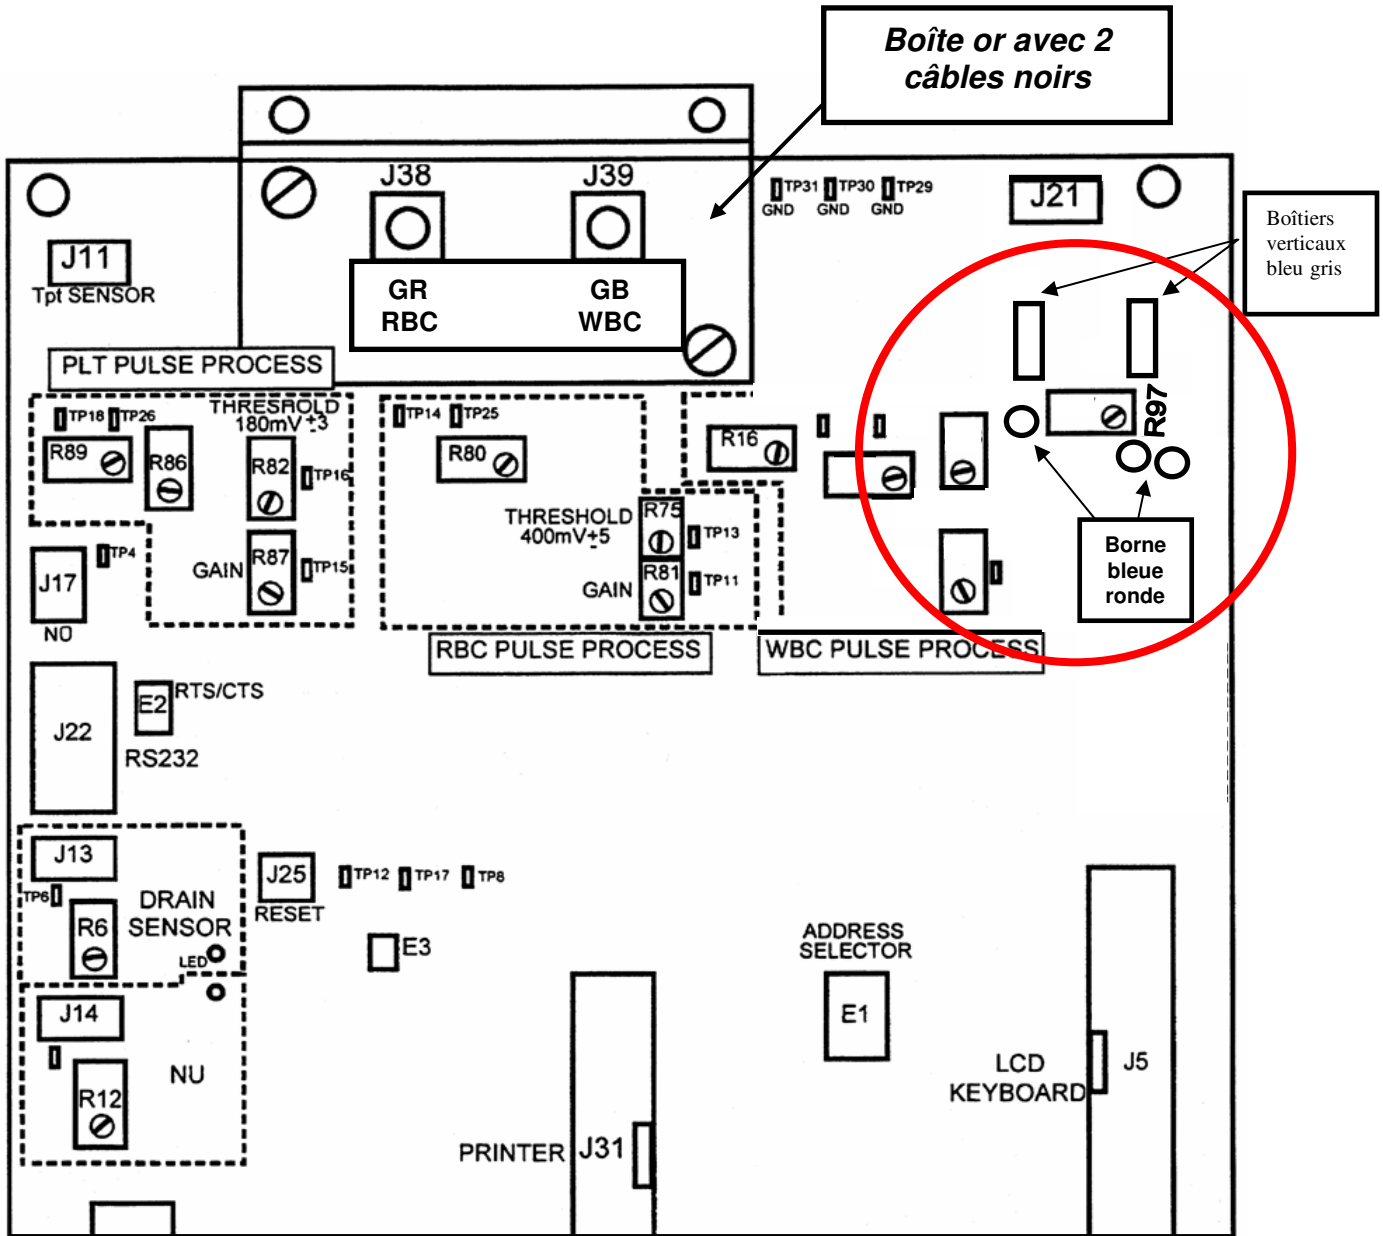 Boîte or avec 2
câbles noirs
J38
J39
TP31
TP30
TP29
GND
GND
GND
J21
J11
Tpt SENSOR
Boîtiers
verticaux
bleu gris
GR
RBC
GB
WBC
PLT PULSE PROCESS
TP18
TP26
THRESHOLD
180mV ±3
R89
R86
R82
TP16
TP14
TP25
R80
R16
R97
THRESHOLD
400mV±5
R75
TP13
TP4
GAIN
R87
TP15
GAIN
R81
TP11
J17
NO
Borne
bleue
ronde
RBC PULSE PROCESS
WBC PULSE PROCESS
J22
E2
RTS/CTS
RS232
J13
TP6
R6
DRAIN
SENSOR
LED
J25
RESET
TP12
TP17
TP8
E3
ADDRESS
SELECTOR
E1
J14
NU
R12
LCD
KEYBOARD
J5
PRINTER
J31